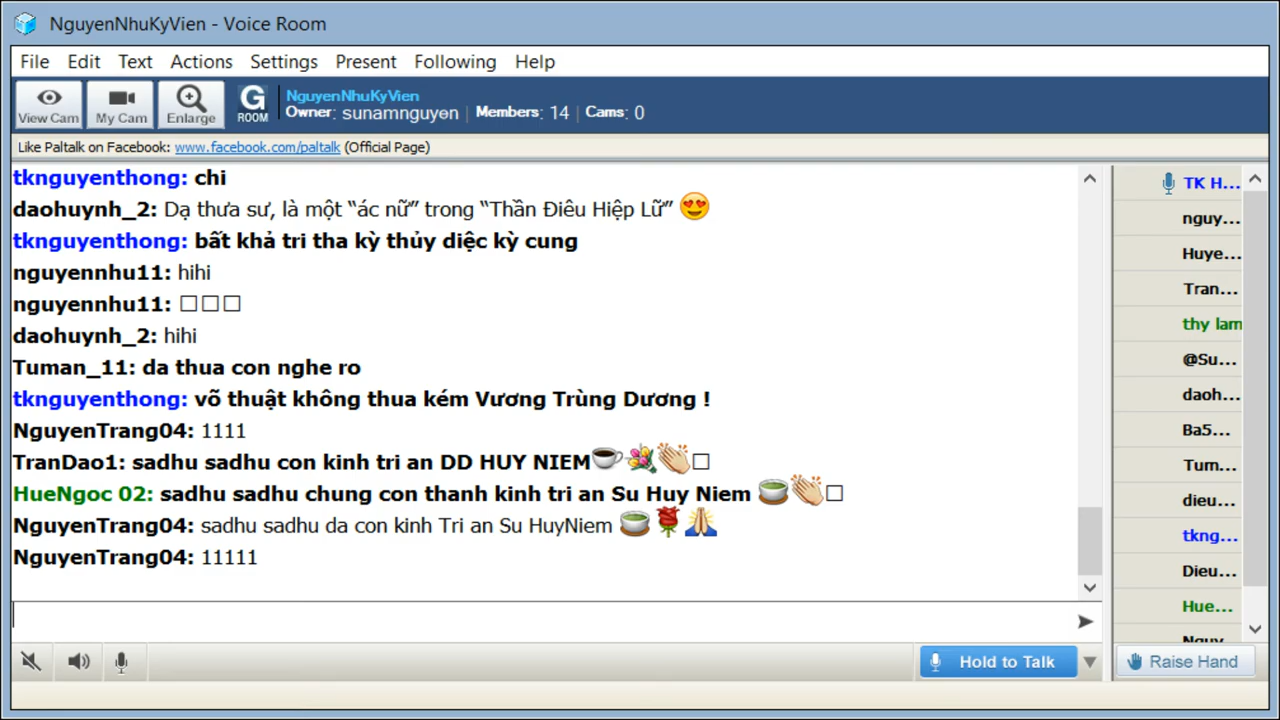 NguyenNhuKyVien - Voice Room
File Edit Text Actions Settings Present Following Help
View Cam My Cam Enlarge G ROOM NguyenNhuKyVien
Owner: sunamnguyen | Members: 14 | Cams: 0
Like Paltalk on Facebook: www.facebook.com/paltalk (Official Page)
tknguyenthong: chi
daohuynh_2: Dạ thưa sư, là một “ác nữ” trong “Thần Điêu Hiệp Lữ” 😍
tknguyenthong: bất khả tri tha kỳ thủy diệc kỳ cung
nguyennhu11: hihi
nguyennhu11: □□□
daohuynh_2: hihi
Tuman_11: da thua con nghe ro
tknguyenthong: võ thuật không thua kém Vương Trùng Dương !
NguyenTrang04: 1111
TranDao1: sadhu sadhu con kinh tri an DD HUY NIEM☕💐👏□
HueNgoc 02: sadhu sadhu chung con thanh kinh tri an Su Huy Niem 🍵👏□
NguyenTrang04: sadhu sadhu da con kinh Tri an Su HuyNiem 🍵🌹🙏
NguyenTrang04: 11111
TK H...
nguy...
Huye...
Tran...
thy lam
@Su...
daoh...
Ba5...
Tum...
dieu...
tkng...
Dieu...
Hue...
Hold to Talk
Raise Hand